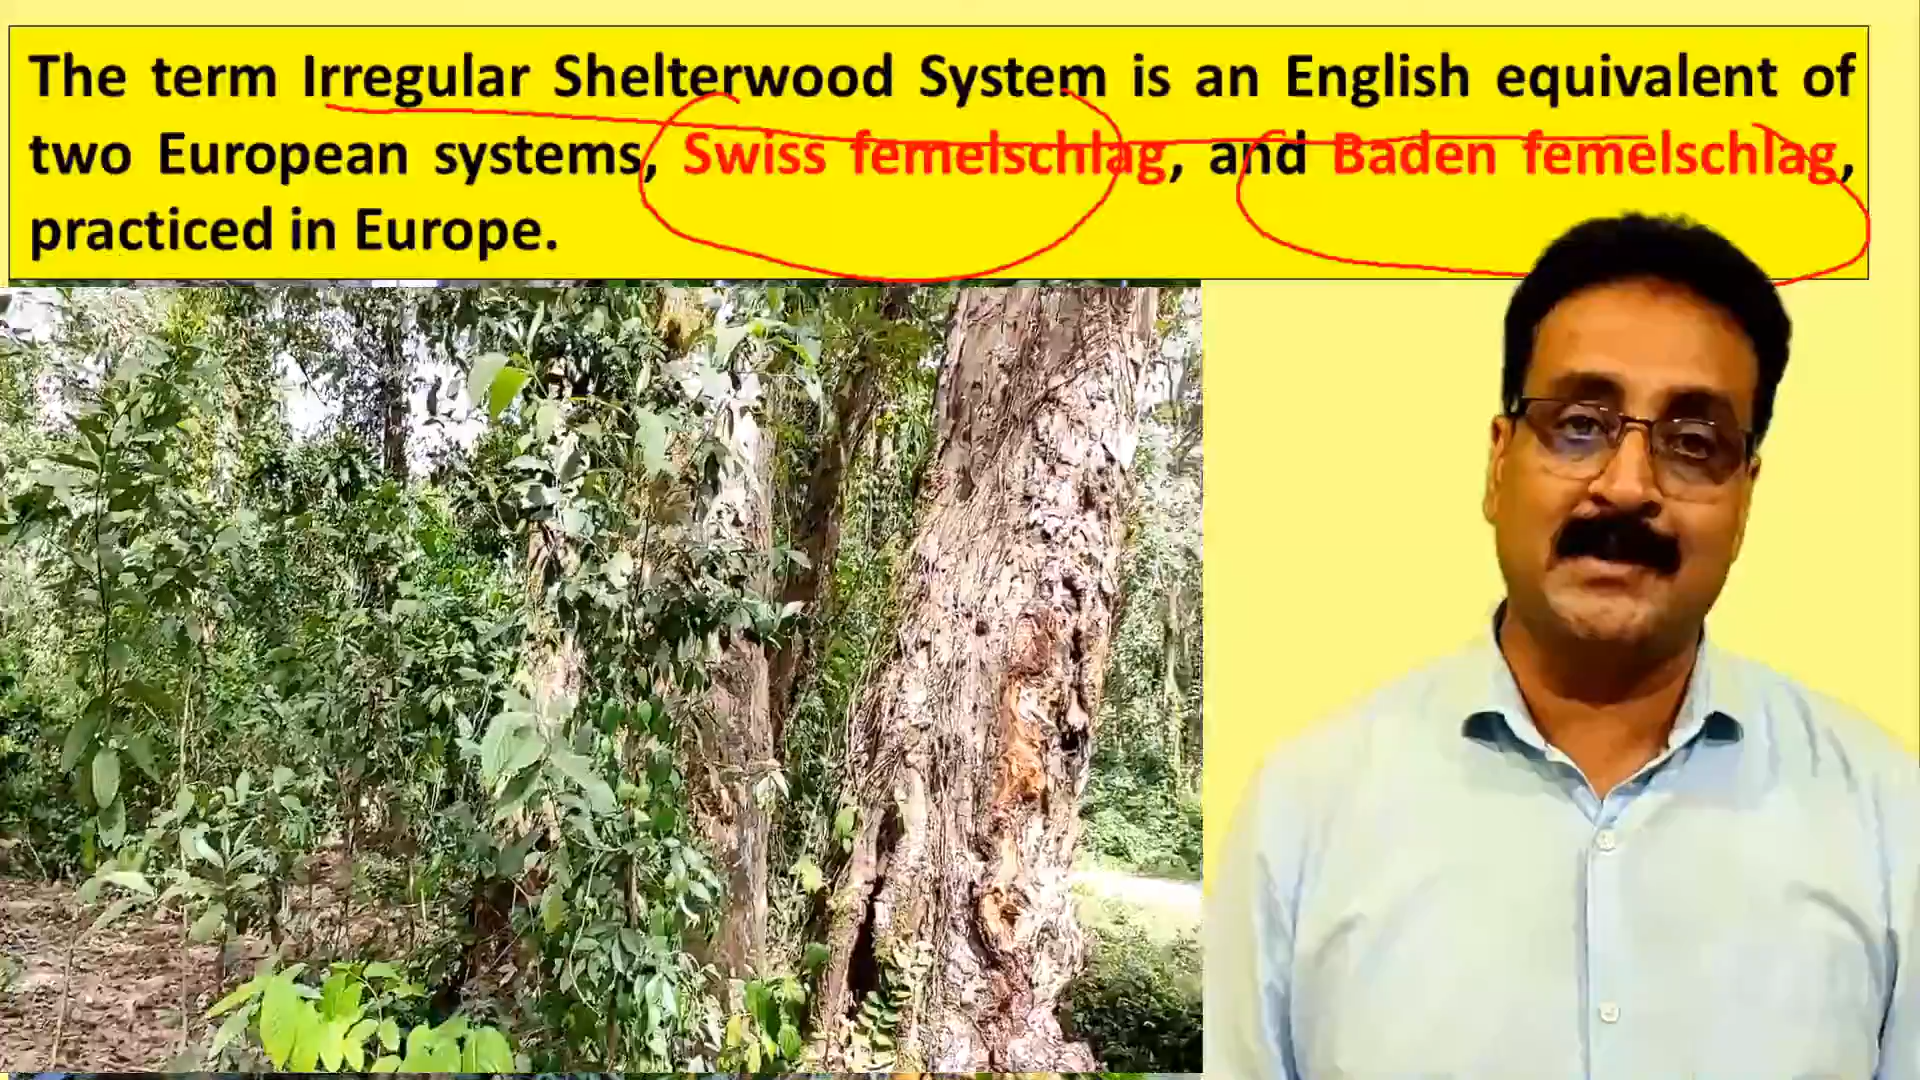 The term Irregular Shelterwood System is an English equivalent of
two European systems, Swiss femelschlag, and Baden femelschlag,
practiced in Europe.